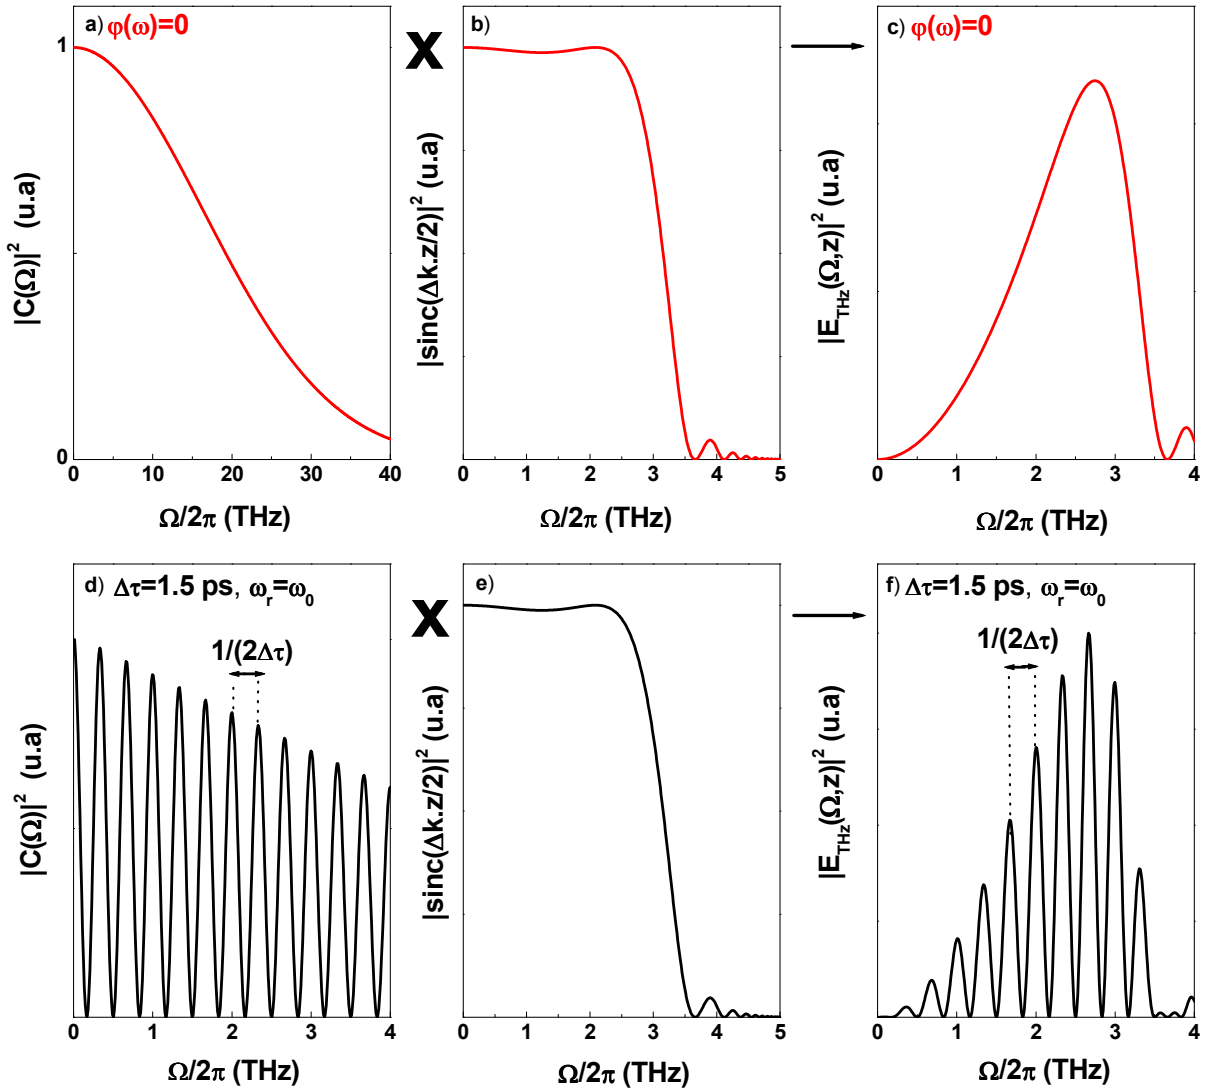 a) φ(ω)=0
1
0
|C(Ω)|² (u.a)
0 10 20 30 40
Ω/2π (THz)
X
b)
|sinc(Δk.z/2)|² (u.a)
0 1 2 3 4 5
Ω/2π (THz)
c) φ(ω)=0
|E_THz(Ω,z)|² (u.a)
0 1 2 3 4
Ω/2π (THz)
d) Δτ=1.5 ps, ω_r=ω_0
1/(2Δτ)
|C(Ω)|² (u.a)
0 1 2 3 4
Ω/2π (THz)
X
e)
|sinc(Δk.z/2)|² (u.a)
0 1 2 3 4 5
Ω/2π (THz)
f) Δτ=1.5 ps, ω_r=ω_0
1/(2Δτ)
|E_THz(Ω,z)|² (u.a)
0 1 2 3 4
Ω/2π (THz)